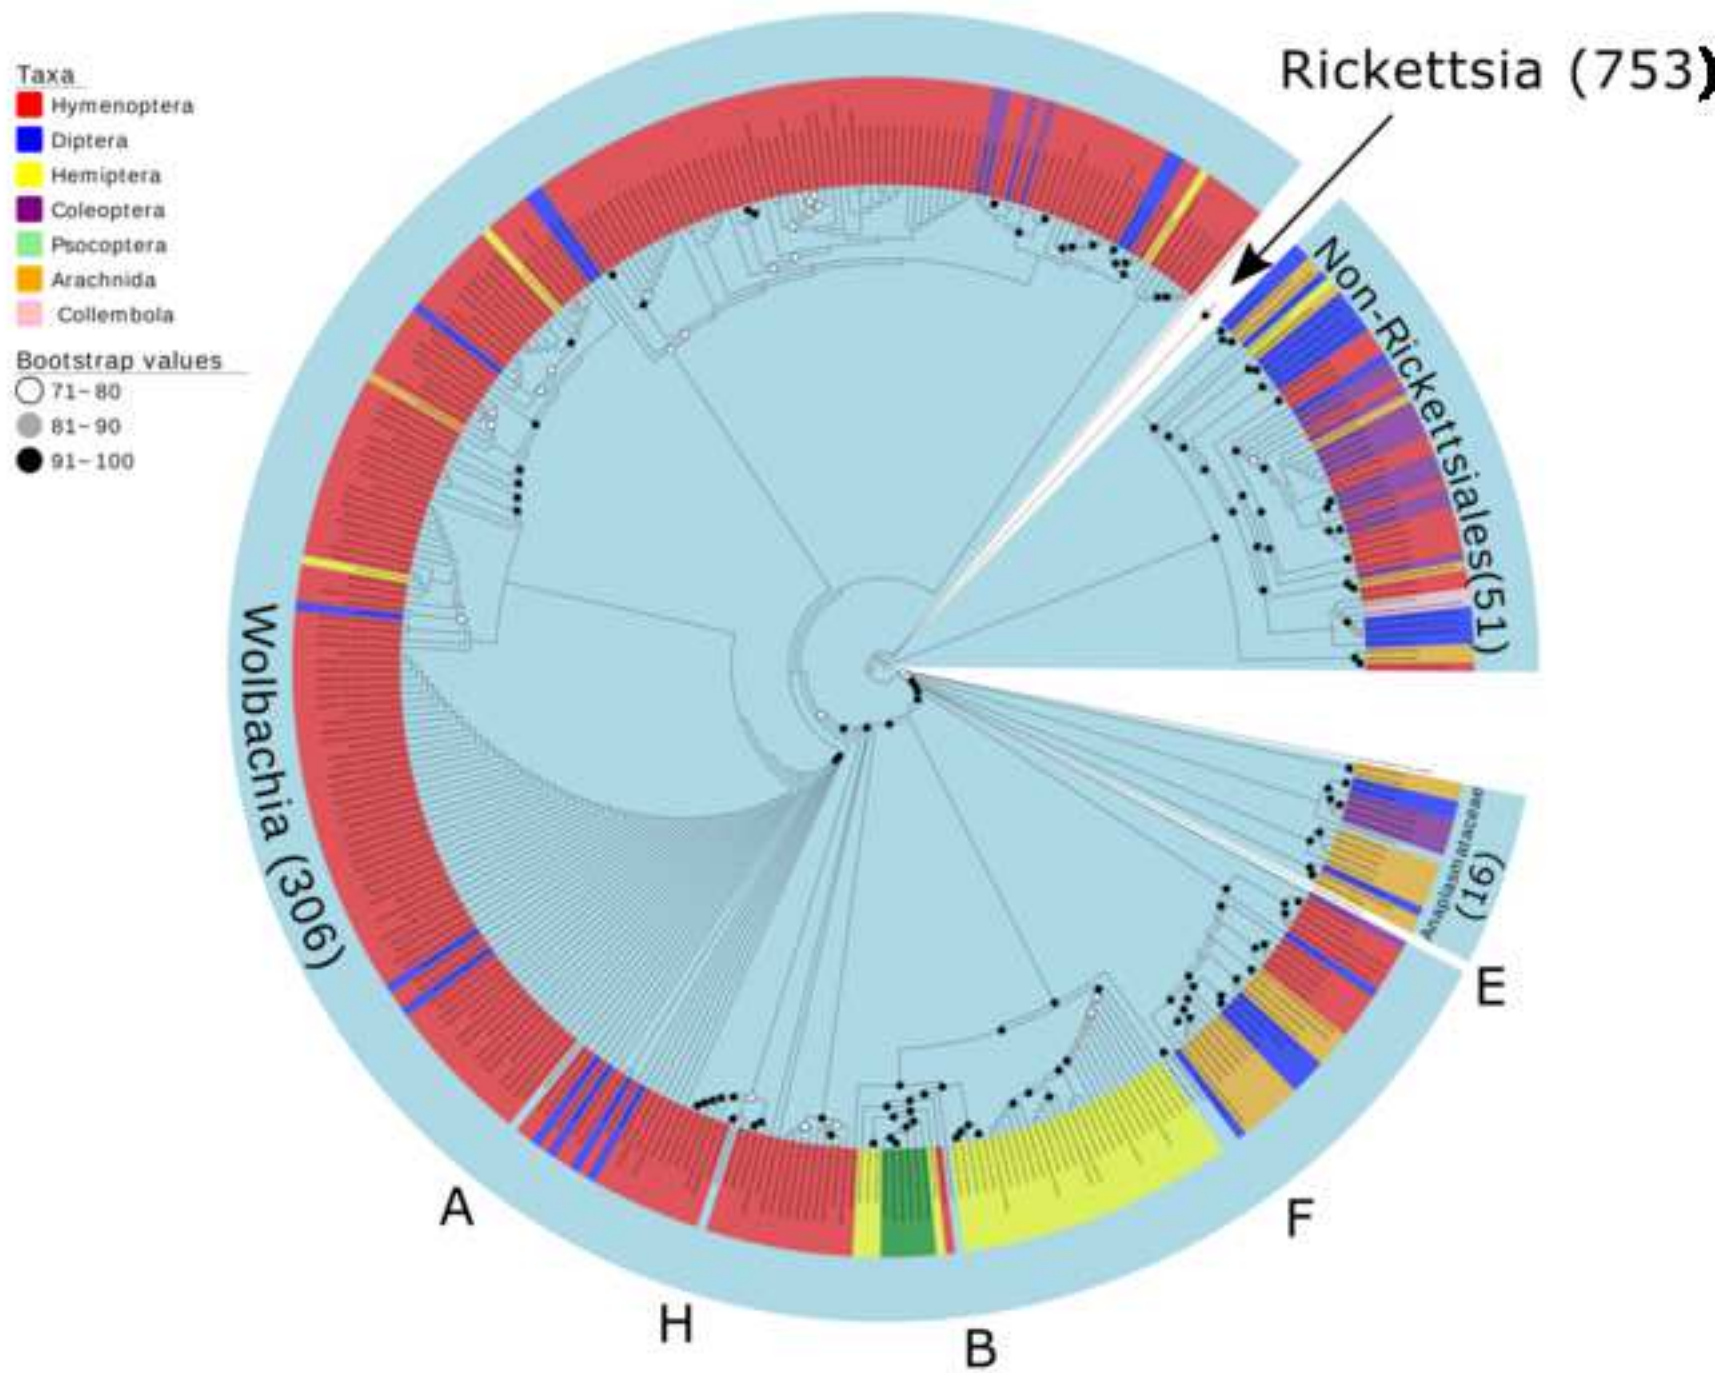 Taxa
Hymenoptera
Diptera
Hemiptera
Coleoptera
Psocoptera
Arachnida
Collembola
Bootstrap values
71-80
81-90
91-100
Rickettsia (753)
Non-Rickettsiales(51)
Wolbachia (306)
Anaplasmataceae
(16)
E
A
F
H
B